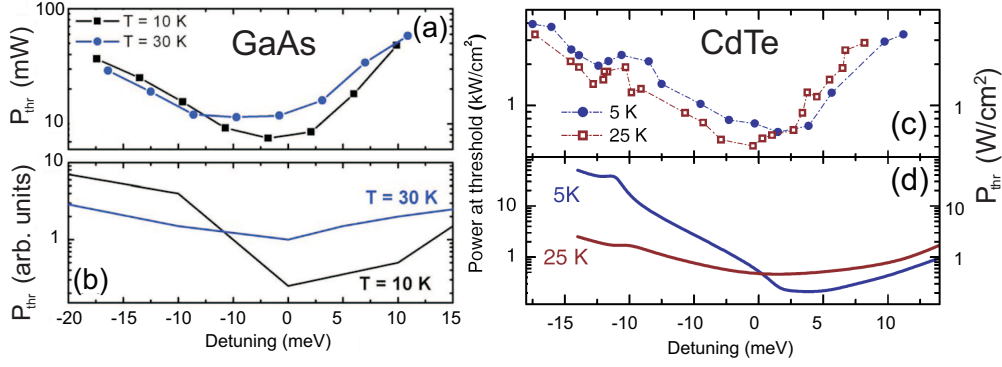 100
10
P_thr (mW)
T = 10 K
T = 30 K
GaAs
(a)
10
1
P_thr (arb. units)
T = 30 K
T = 10 K
(b)
-20 -15 -10 -5 0 5 10 15
Detuning (meV)
CdTe
(c)
5 K
25 K
1
1
Power at threshold (kW/cm²)
P_thr (W/cm²)
(d)
5K
25 K
10
1
10
1
-15 -10 -5 0 5 10
Detuning (meV)